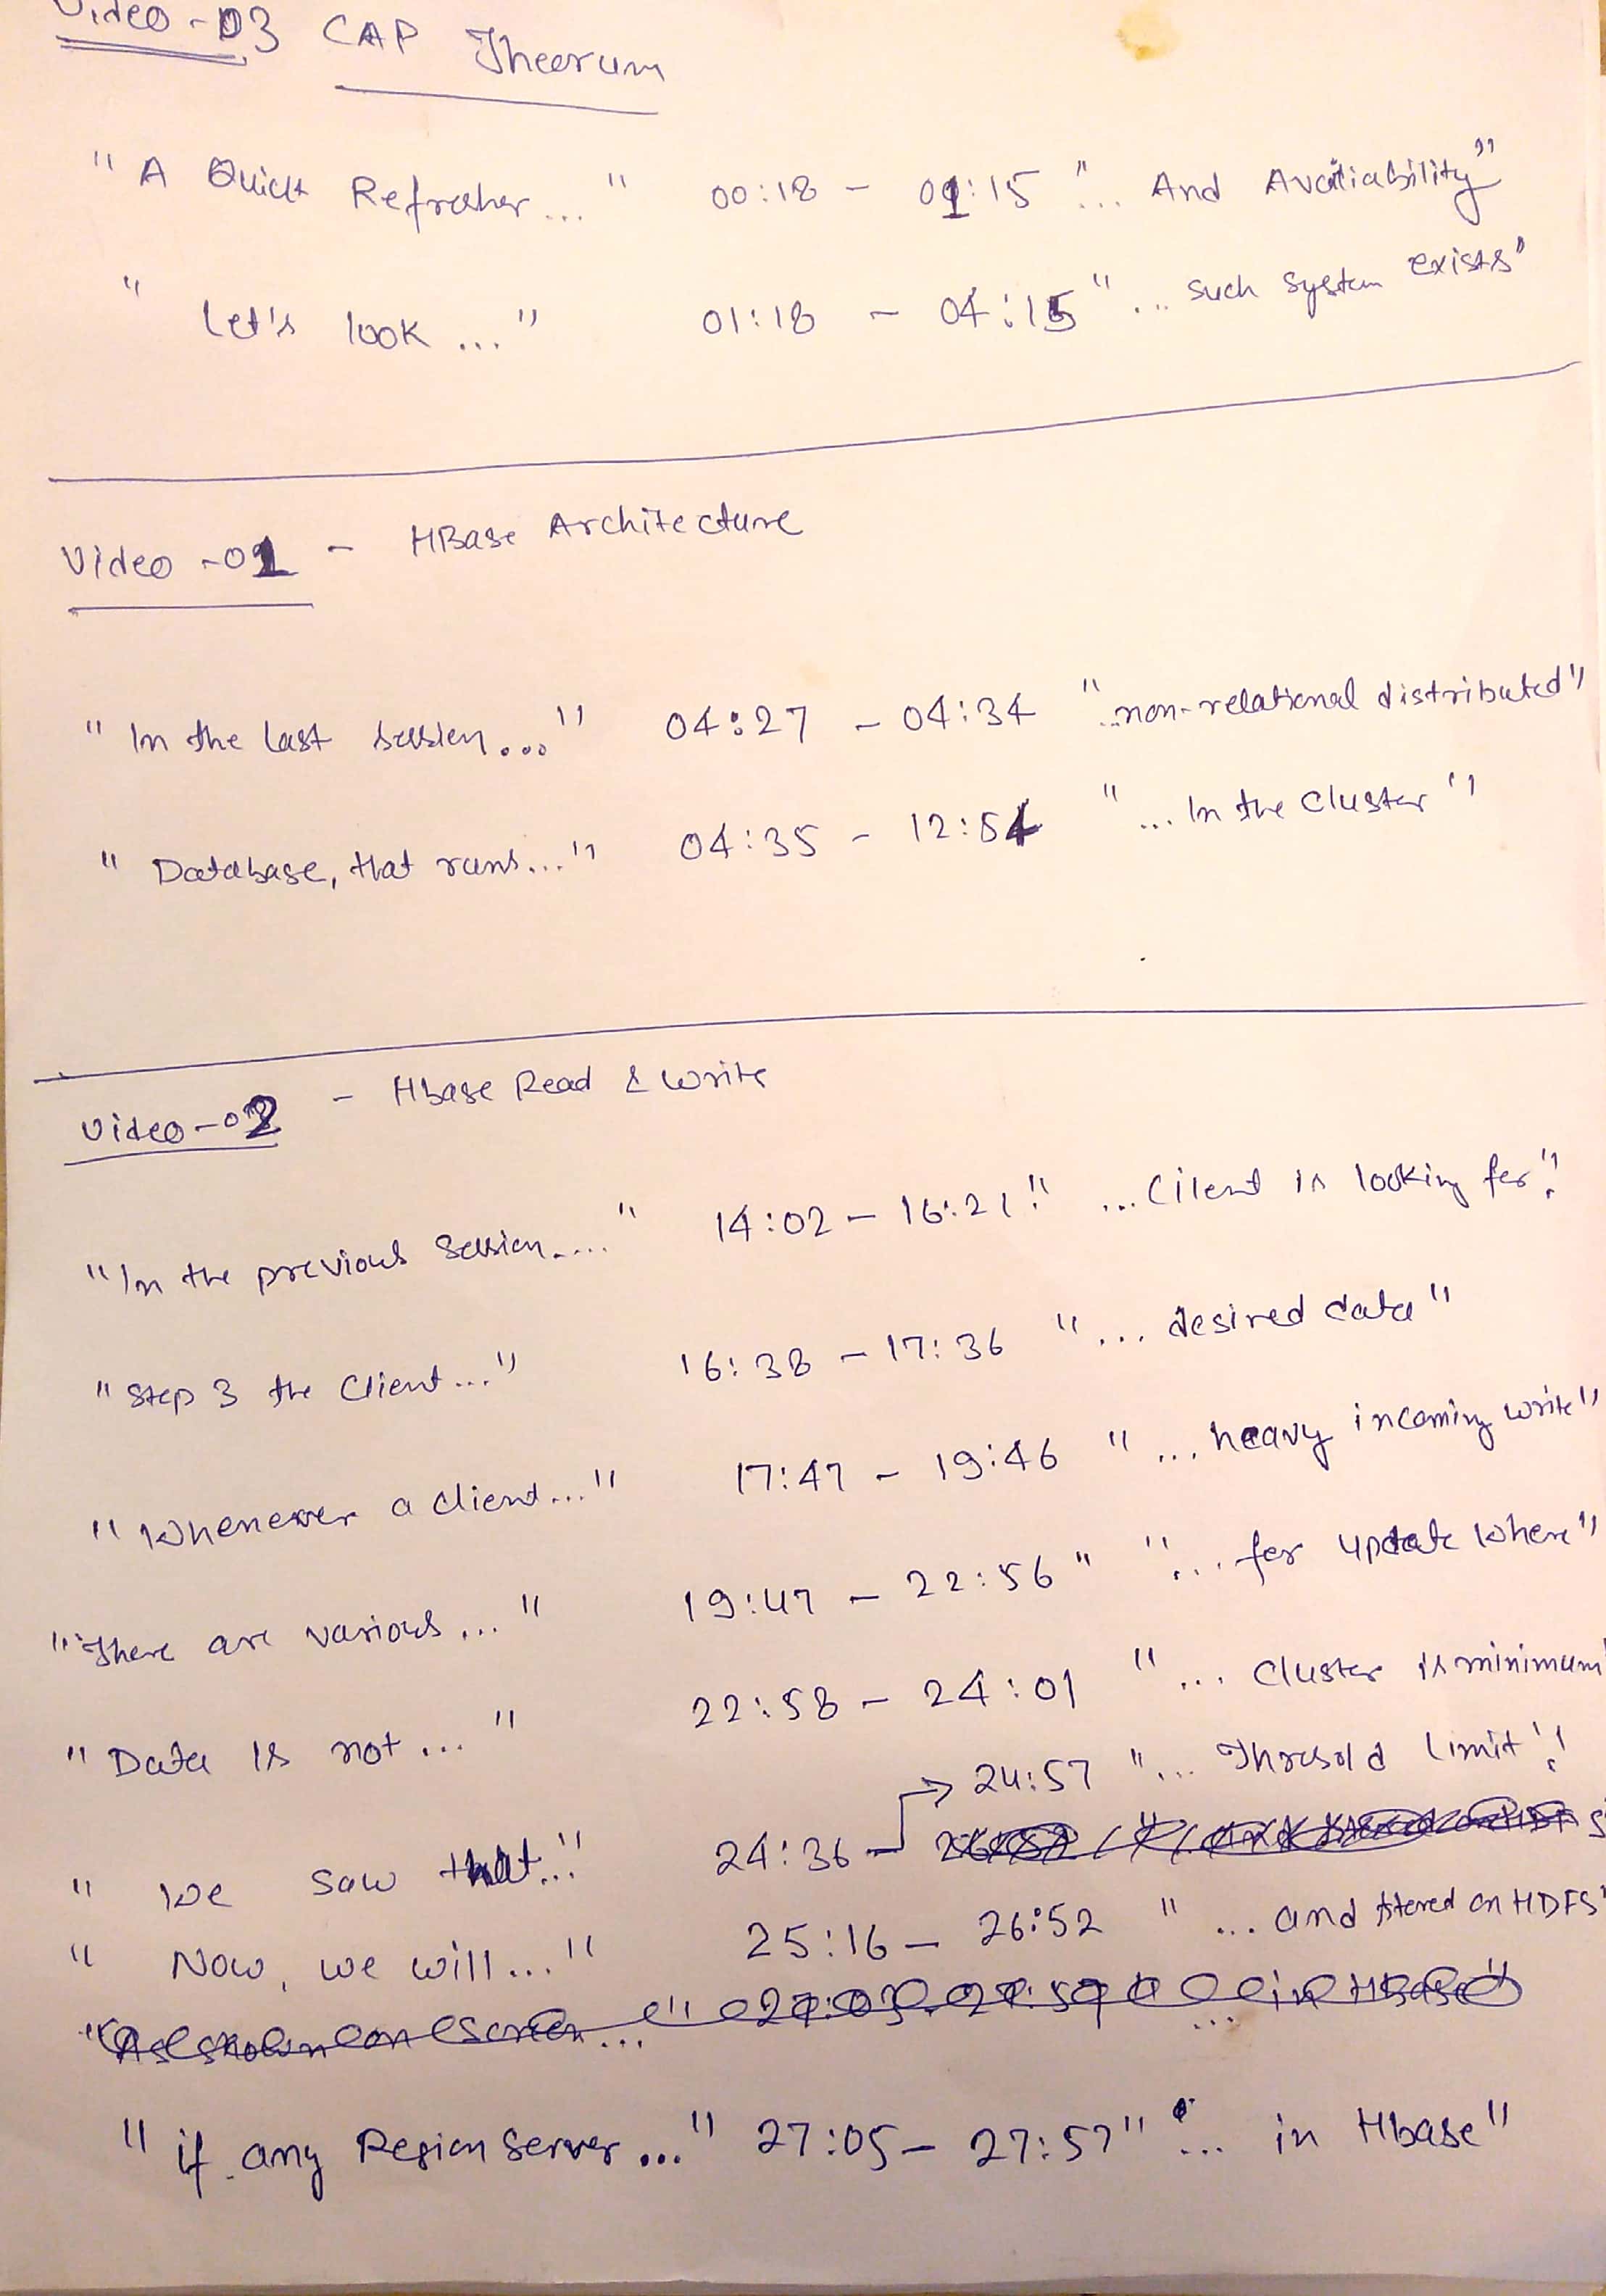 Video-03 CAP Theorum
"A Quick Refresher..." 00:18 - 01:15 "... And Availiability"
"Let's look ..." 01:18 - 04:15 "... such system exists"
Video -01 - HBase Architecture
"In the last session..." 04:27 - 04:34 "..non-relational distributed"
"Database, that runs..." 04:35 - 12:54 "... In the Cluster"
Video-02 - Hbase Read & Write
"In the previous session....." 14:02 - 16:21" ...Cilent is looking for"
"Step 3 the Client..." 16:38 - 17:36 "... desired data"
"Whenever a client..." 17:47 - 19:46 "... heavy incoming write"
"There are various..." 19:47 - 22:56" "... for update where"
"Data is not..." 22:58 - 24:01 "... cluster is minimum
24:57 "... Thresold Limit"
"We saw that..." 24:36 -
"Now, we will..." 25:16 - 26:52 "... and stored on HDFS"
"if any Region Server..." 27:05 - 27:57" "... in Hbase"